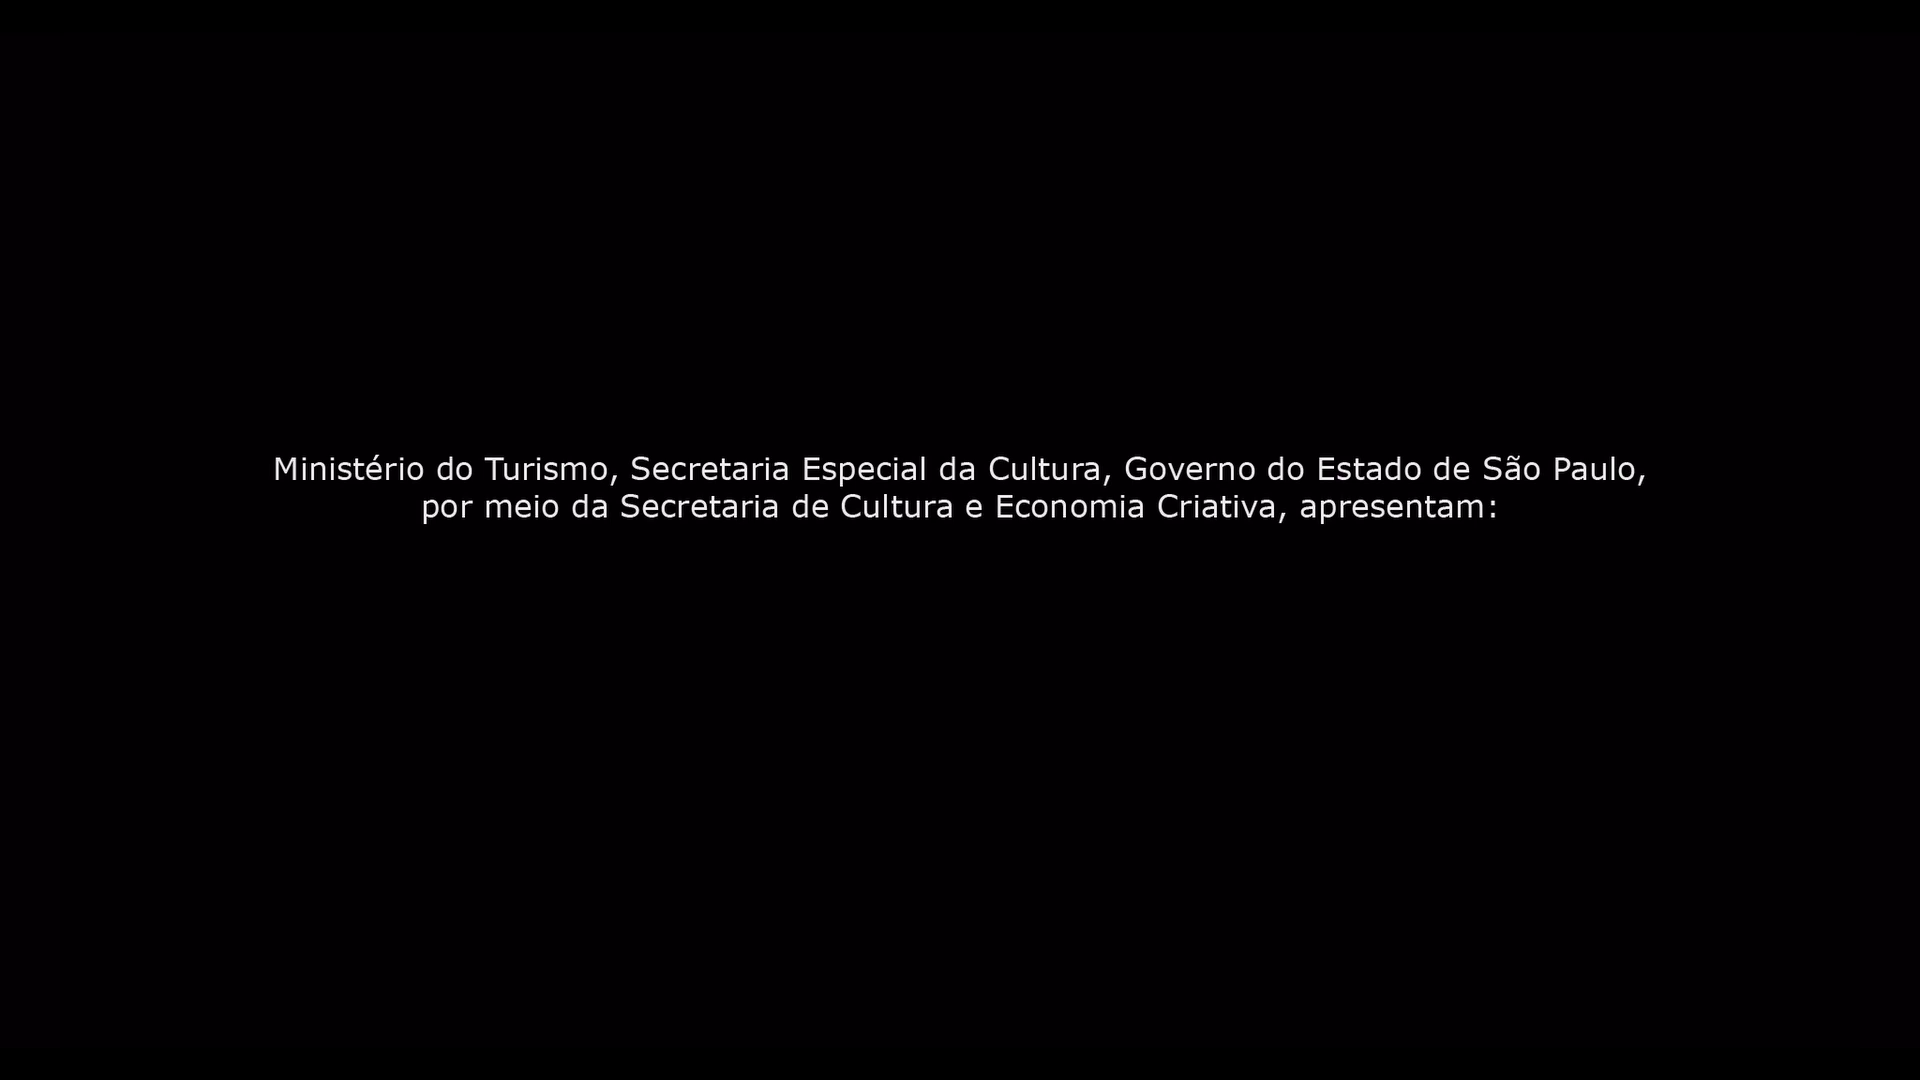 Ministério do Turismo, Secretaria Especial da Cultura, Governo do Estado de São Paulo,
por meio da Secretaria de Cultura e Economia Criativa, apresentam: